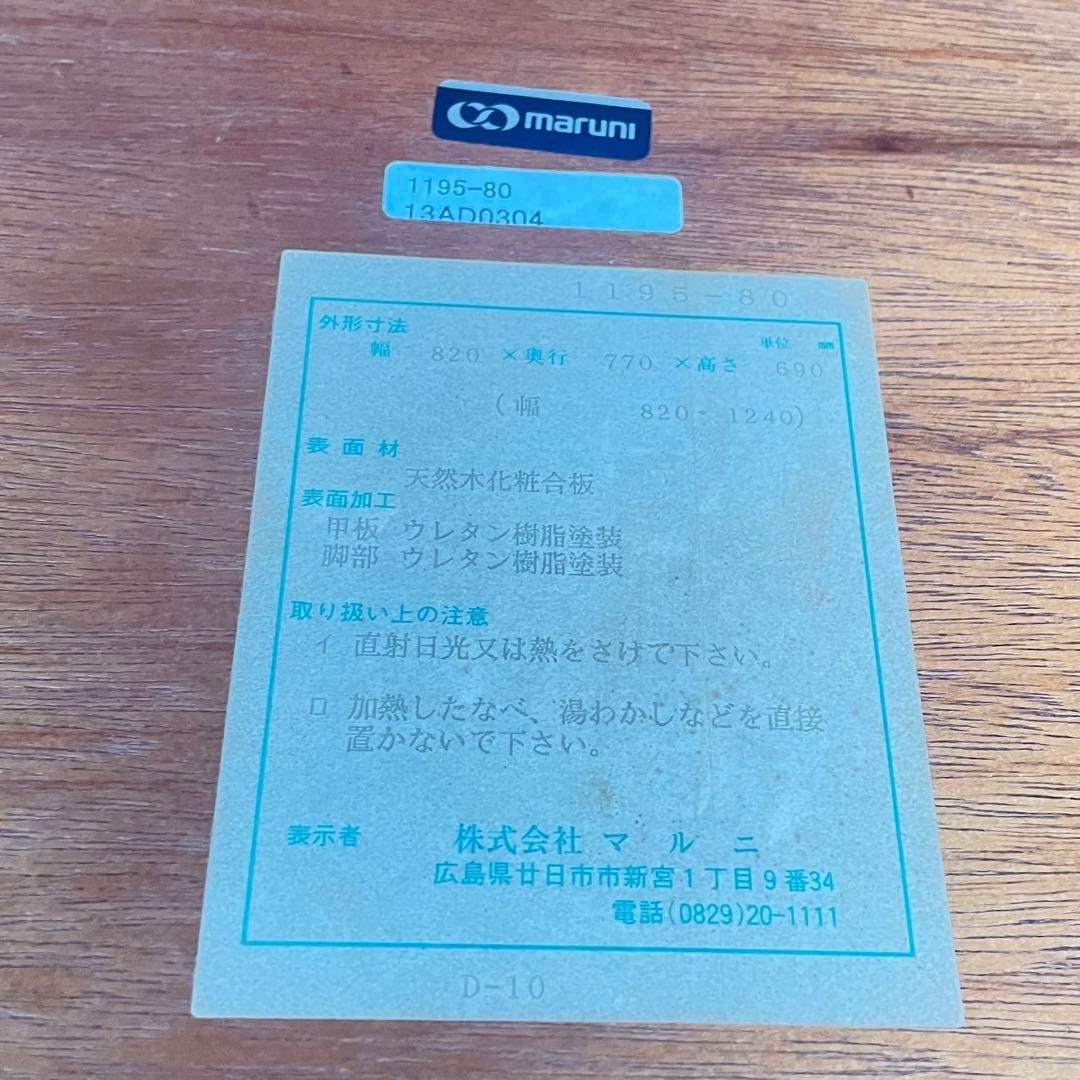 maruni
1195-80
13AD0304
1195-80
外形寸法 単位 mm
幅 820 ×奥行 770 ×高さ 690
(幅 820~ 1240)
表面材
天然木化粧合板
表面加工
甲板 ウレタン樹脂塗装
脚部 ウレタン樹脂塗装
取り扱い上の注意
イ 直射日光又は熱をさけて下さい。
ロ 加熱したなべ、湯わかしなどを直接
置かないで下さい。
表示者 株式会社 マルニ
広島県廿日市市新宮1丁目9番34
電話(0829)20-1111
D-10